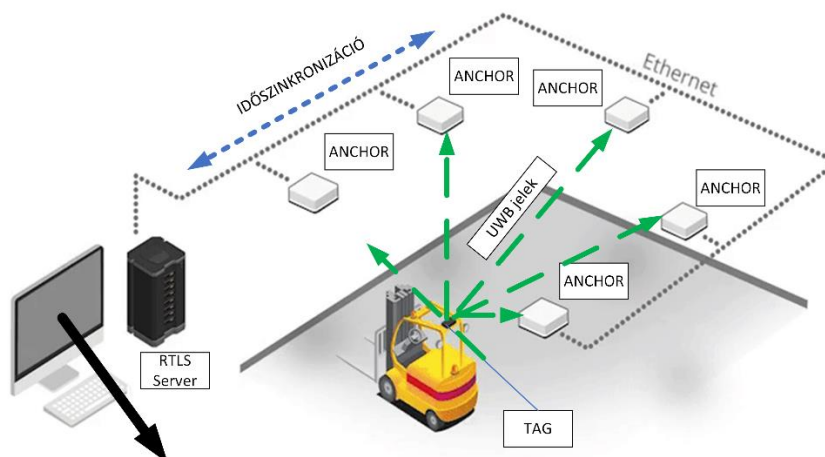 IDŐSZINKRONIZÁCIÓ
ANCHOR
ANCHOR
Ethernet
ANCHOR
ANCHOR
UWB jelek
ANCHOR
RTLS
Server
TAG